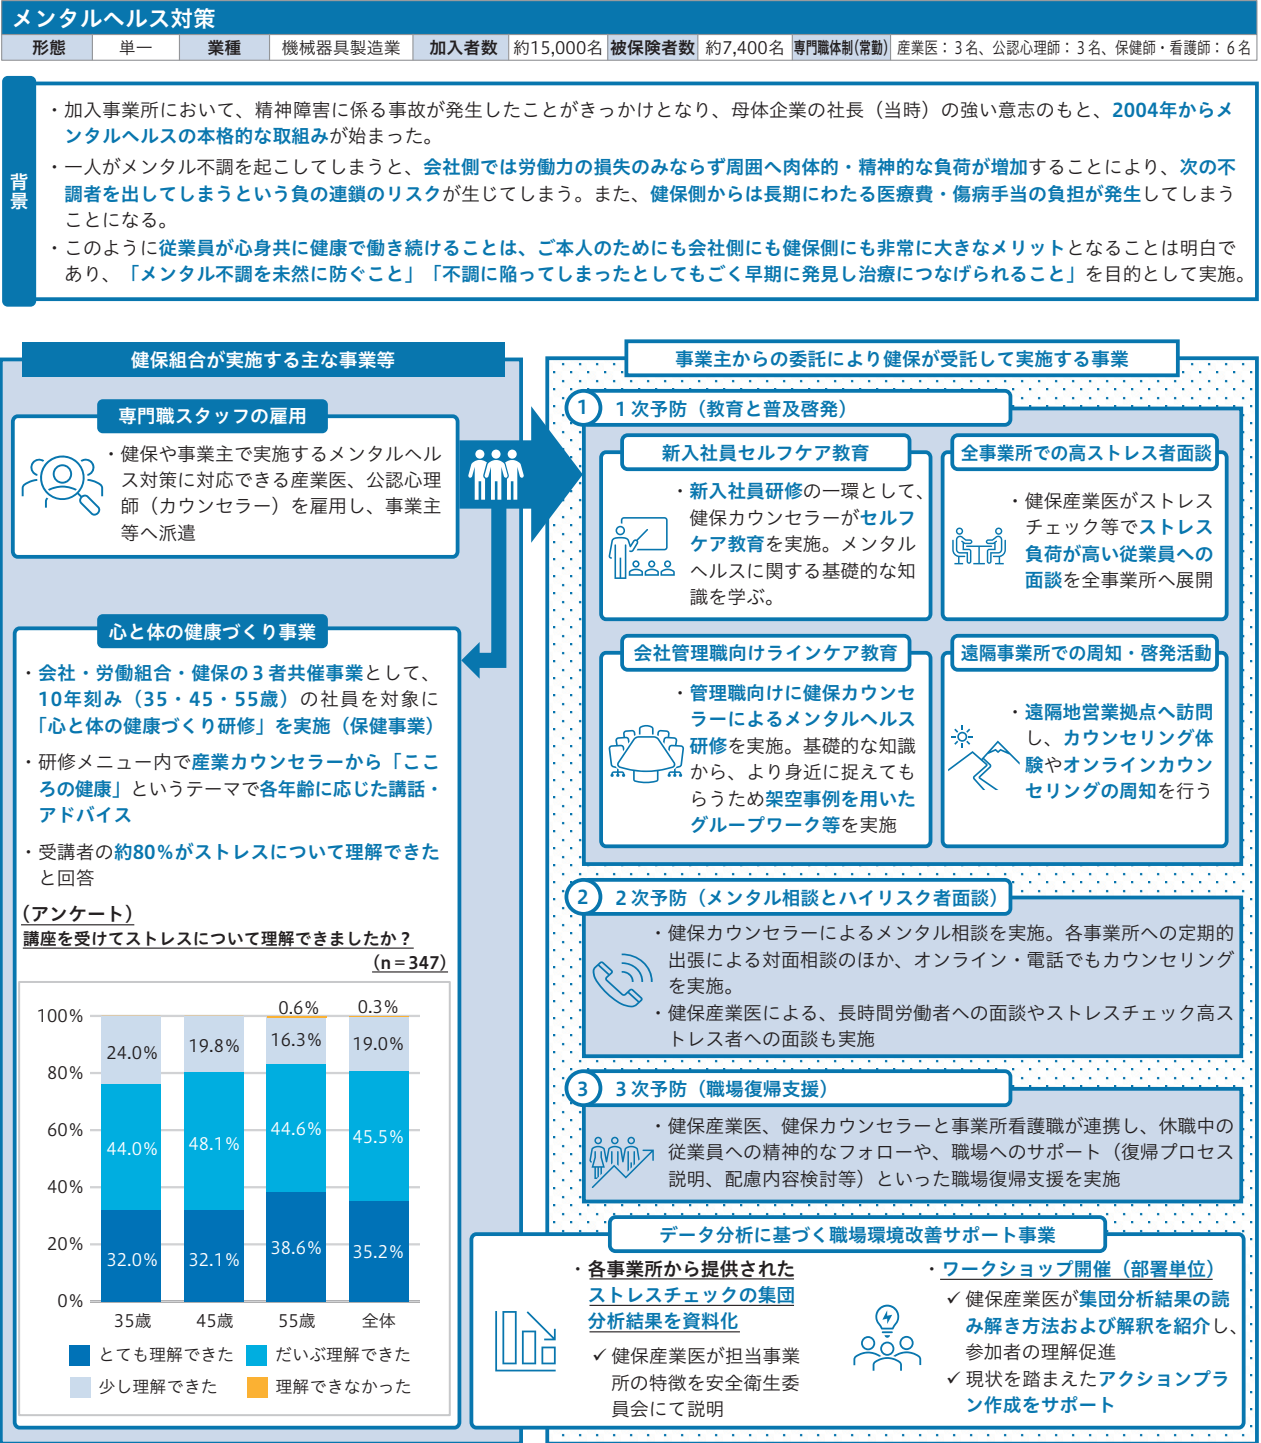 メンタルヘルス対策
形態 単一 業種 機械器具製造業 加入者数 約15,000名 被保険者数 約7,400名 専門職体制(常勤) 産業医：3名、公認心理師：3名、保健師・看護師：6名
背景
・加入事業所において、精神障害に係る事故が発生したことがきっかけとなり、母体企業の社長（当時）の強い意志のもと、2004年からメ
ンタルヘルスの本格的な取組みが始まった。
・一人がメンタル不調を起こしてしまうと、会社側では労働力の損失のみならず周囲へ肉体的・精神的な負荷が増加することにより、次の不
調者を出してしまうという負の連鎖のリスクが生じてしまう。また、健保側からは長期にわたる医療費・傷病手当の負担が発生してしまう
ことになる。
・このように従業員が心身共に健康で働き続けることは、ご本人のためにも会社側にも健保側にも非常に大きなメリットとなることは明白で
あり、「メンタル不調を未然に防ぐこと」「不調に陥ってしまったとしてもごく早期に発見し治療につなげられること」を目的として実施。
健保組合が実施する主な事業等
専門職スタッフの雇用
・健保や事業主で実施するメンタルヘル
ス対策に対応できる産業医、公認心理
師（カウンセラー）を雇用し、事業主
等へ派遣
心と体の健康づくり事業
・会社・労働組合・健保の3者共催事業として、
10年刻み（35・45・55歳）の社員を対象に
「心と体の健康づくり研修」を実施（保健事業）
・研修メニュー内で産業カウンセラーから「ここ
ろの健康」というテーマで各年齢に応じた講話・
アドバイス
・受講者の約80％がストレスについて理解できた
と回答
（アンケート）
講座を受けてストレスについて理解できましたか？
（n＝347）
0.6% 0.3%
100%
24.0% 19.8% 16.3% 19.0%
80%
60%
44.0% 48.1% 44.6% 45.5%
40%
20%
32.0% 32.1% 38.6% 35.2%
0%
35歳 45歳 55歳 全体
とても理解できた だいぶ理解できた
少し理解できた 理解できなかった
事業主からの委託により健保が受託して実施する事業
1 1次予防（教育と普及啓発）
新入社員セルフケア教育
・新入社員研修の一環として、
健保カウンセラーがセルフ
ケア教育を実施。メンタル
ヘルスに関する基礎的な知
識を学ぶ。
全事業所での高ストレス者面談
・健保産業医がストレス
チェック等でストレス
負荷が高い従業員への
面談を全事業所へ展開
会社管理職向けラインケア教育
・管理職向けに健保カウンセ
ラーによるメンタルヘルス
研修を実施。基礎的な知識
から、より身近に捉えても
らうため架空事例を用いた
グループワーク等を実施
遠隔事業所での周知・啓発活動
・遠隔地営業拠点へ訪問
し、カウンセリング体
験やオンラインカウン
セリングの周知を行う
2 2次予防（メンタル相談とハイリスク者面談）
・健保カウンセラーによるメンタル相談を実施。各事業所への定期的
出張による対面相談のほか、オンライン・電話でもカウンセリング
を実施。
・健保産業医による、長時間労働者への面談やストレスチェック高ス
トレス者への面談も実施
3 3次予防（職場復帰支援）
・健保産業医、健保カウンセラーと事業所看護職が連携し、休職中の
従業員への精神的なフォローや、職場へのサポート（復帰プロセス
説明、配慮内容検討等）といった職場復帰支援を実施
データ分析に基づく職場環境改善サポート事業
・各事業所から提供された
ストレスチェックの集団
分析結果を資料化
✓健保産業医が担当事業
所の特徴を安全衛生委
員会にて説明
・ワークショップ開催（部署単位）
✓健保産業医が集団分析結果の読
み解き方法および解釈を紹介し、
参加者の理解促進
✓現状を踏まえたアクションプラ
ン作成をサポート